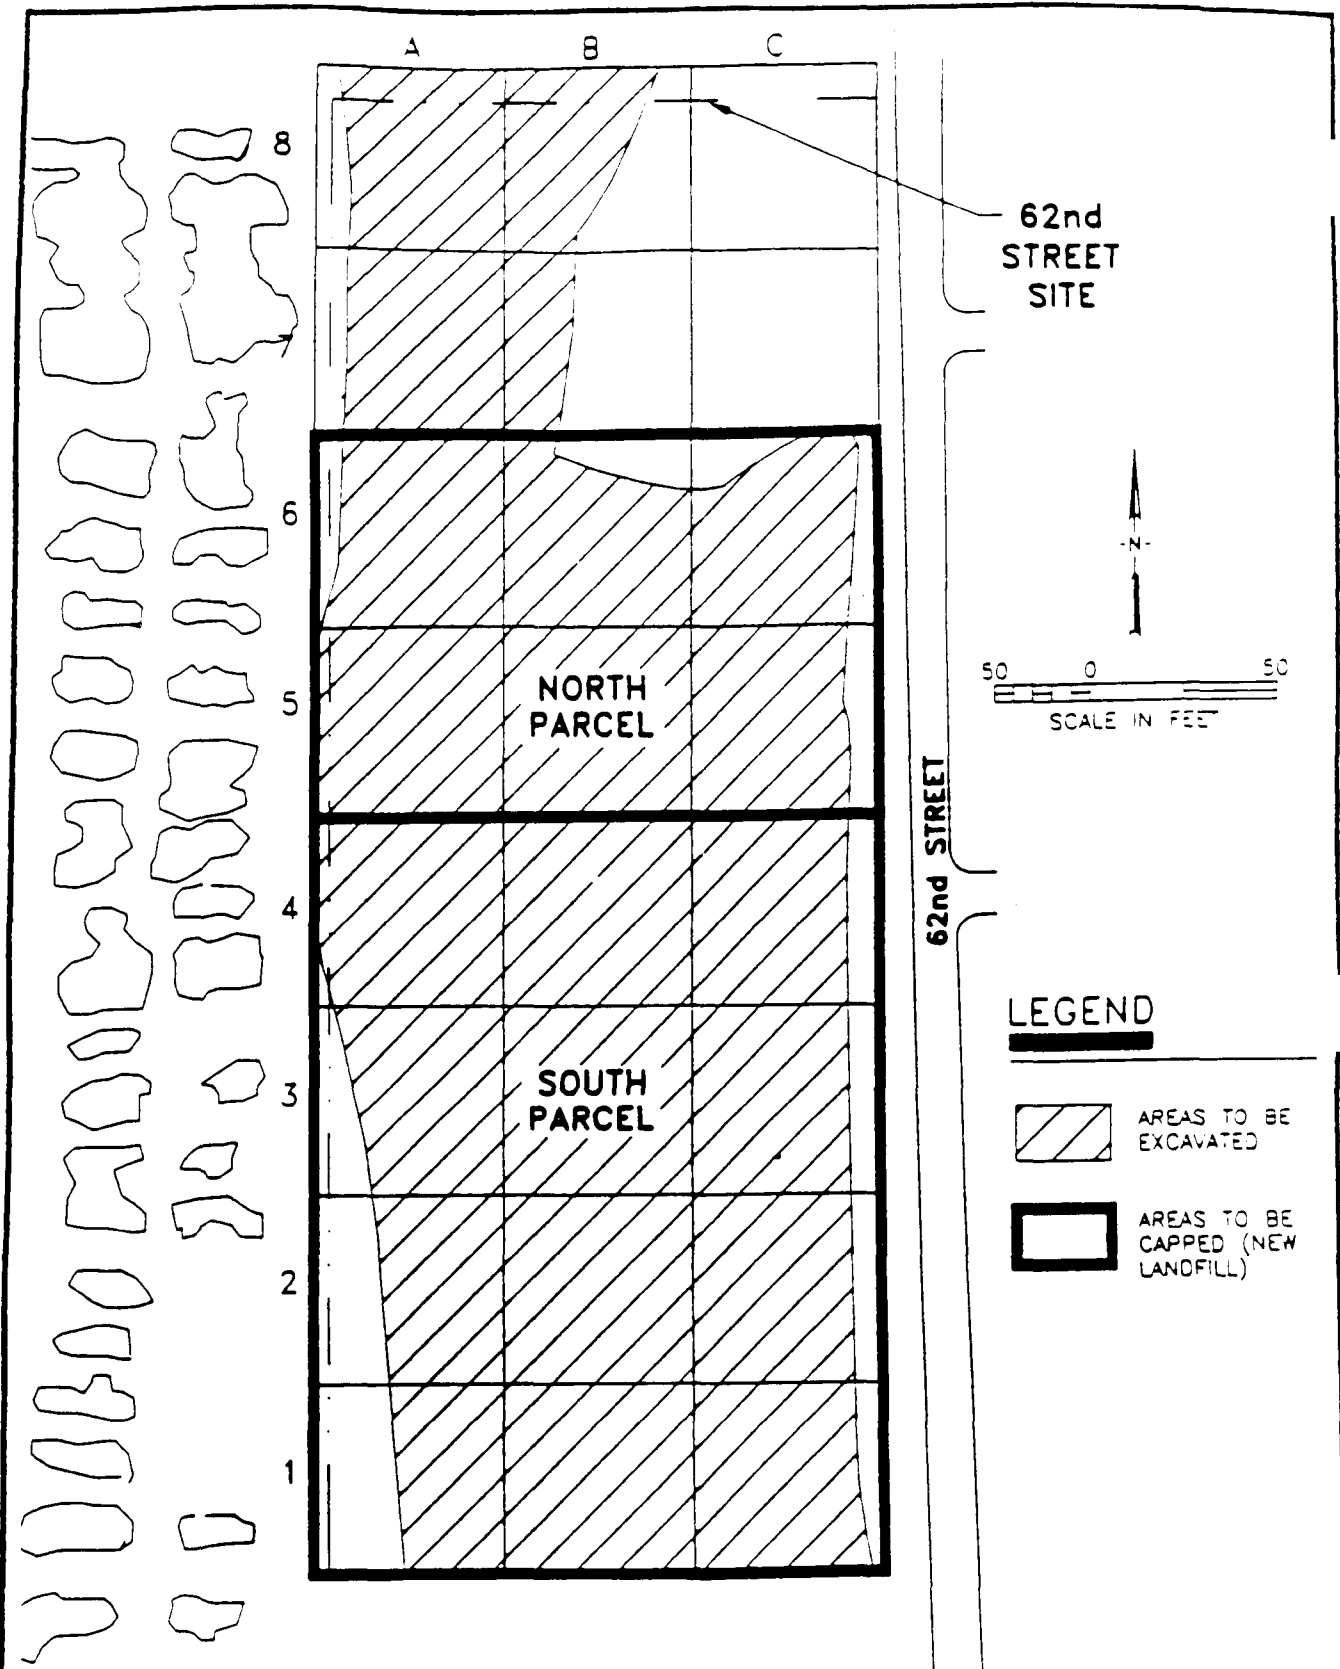 A B C
8
62nd
STREET
SITE
7
-N-
6
50 0 50
SCALE IN FEET
NORTH
PARCEL
5
62nd STREET
4
LEGEND
SOUTH
PARCEL
3
AREAS TO BE
EXCAVATED
AREAS TO BE
CAPPED (NEW
LANDFILL)
2
1